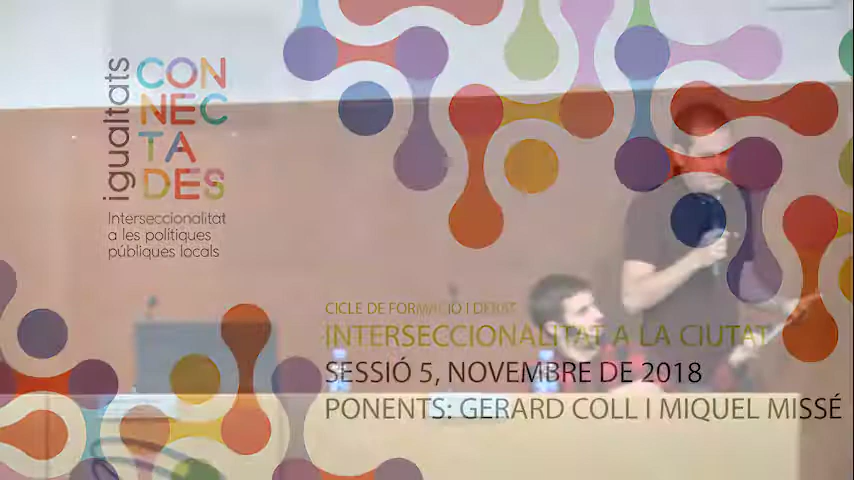 igualtats
CON
NEC
TA
DES
Interseccionalitat
a les polítiques
públiques locals
CICLE DE FORMACIÓ I DEBAT
INTERSECCIONALITAT A LA CIUTAT
SESSIÓ 5, NOVEMBRE DE 2018
PONENTS: GERARD COLL I MIQUEL MISSÉ